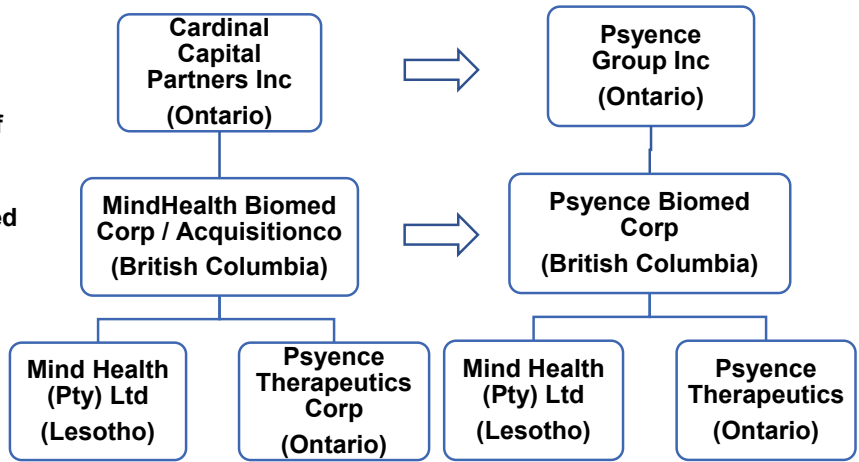 Cardinal
Capital
Partners Inc
(Ontario)
Psyence
Group Inc
(Ontario)
f
ed
MindHealth Biomed
Corp / Acquisitionco
(British Columbia)
Psyence Biomed
Corp
(British Columbia)
Mind Health
(Pty) Ltd
(Lesotho)
Psyence
Therapeutics
Corp
(Ontario)
Mind Health
(Pty) Ltd
(Lesotho)
Psyence
Therapeutics
(Ontario)